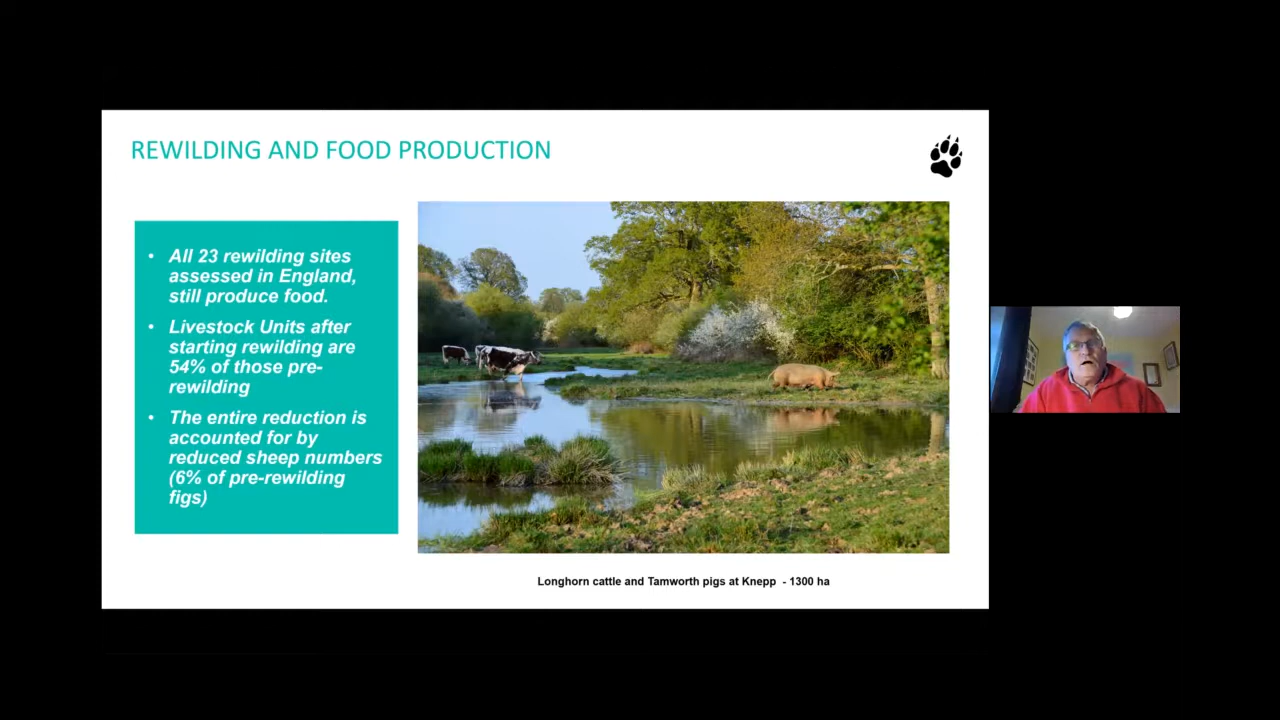 REWILDING AND FOOD PRODUCTION
• All 23 rewilding sites
assessed in England,
still produce food.
• Livestock Units after
starting rewilding are
54% of those pre-
rewilding
• The entire reduction is
accounted for by
reduced sheep numbers
(6% of pre-rewilding
figs)
Longhorn cattle and Tamworth pigs at Knepp - 1300 ha